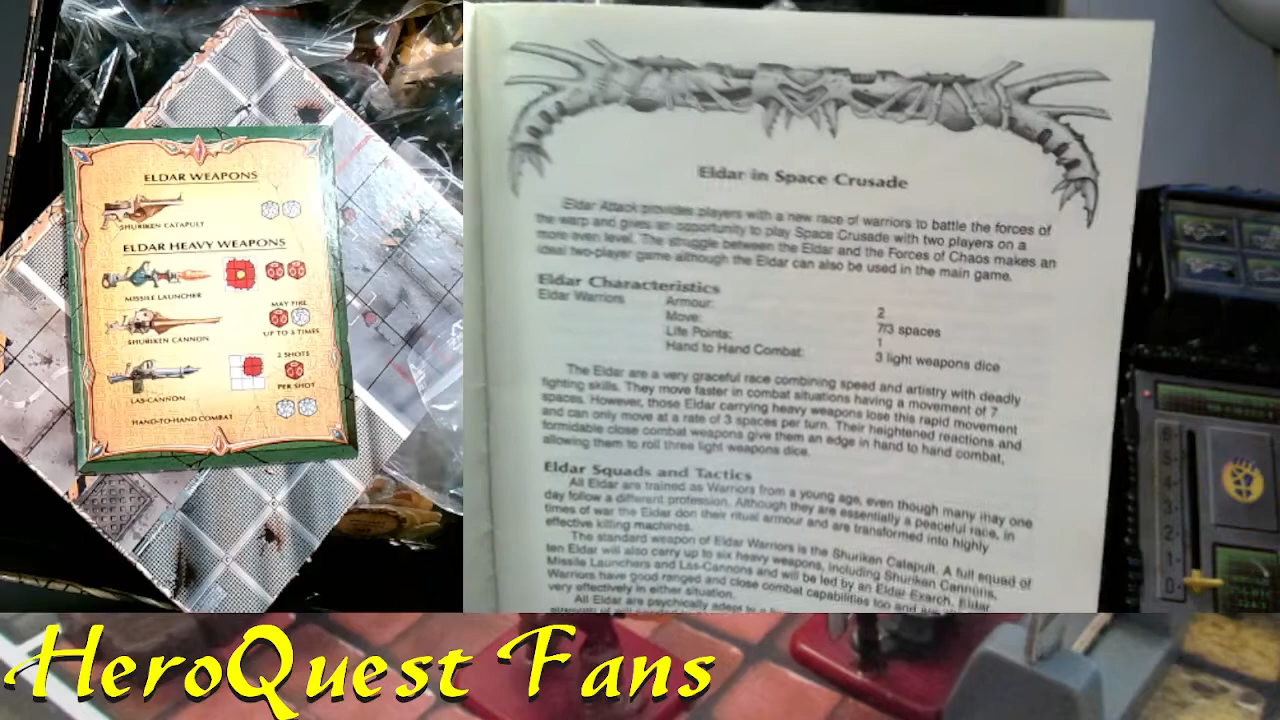 ELDAR WEAPONS
SHURIKEN CATAPULT
ELDAR HEAVY WEAPONS
MISSILE LAUNCHER
MAY FIRE
UP TO 3 TIMES
SHURIKEN CANNON
2 SHOTS
PER SHOT
LAS-CANNON
HAND-TO-HAND COMBAT
Eldar in Space Crusade
Eldar Attack provides players with a new race of warriors to battle the forces of
the warp and gives an opportunity to play Space Crusade with two players on a
more even level. The scope between the Eldar and the Forces of Chaos makes an
ideal two-player game although the Eldar can also be used in the main game.
Eldar Characteristics
Eldar Warriors Armour: 2
Move: 7/3 spaces
Life Points: 1
Hand to Hand Combat: 3 light weapons dice
The Eldar are a very graceful race combining speed and artistry with deadly
fighting skills. They move faster in combat situations having a movement of 7
spaces. However, those Eldar carrying heavy weapons lose this rapid movement
and can only move at a rate of 3 spaces per turn. Their heightened reactions and
formidable close combat weapons give them an edge in hand to hand combat,
allowing them to roll three light weapons dice.
Eldar Squads and Tactics
All Eldar are trained as Warriors from a young age, even though many may one
day follow a different profession. Although they are essentially a peaceful race, in
times of war the Eldar don their ritual armour and are transformed into highly
effective killing machines.
The standard weapon of Eldar Warriors is the Shuriken Catapult. A full squad of
ten Eldar will also carry up to six heavy weapons, including Shuriken Cannons,
Missile Launchers and Las-Cannons and will be led by an Eldar Exarch. Eldar
Warriors have good ranged and close combat capabilities too and are
very effectively in either situation.
All Eldar are psychically adept to a
6
5
4
3
2
1
0
HeroQuest Fans